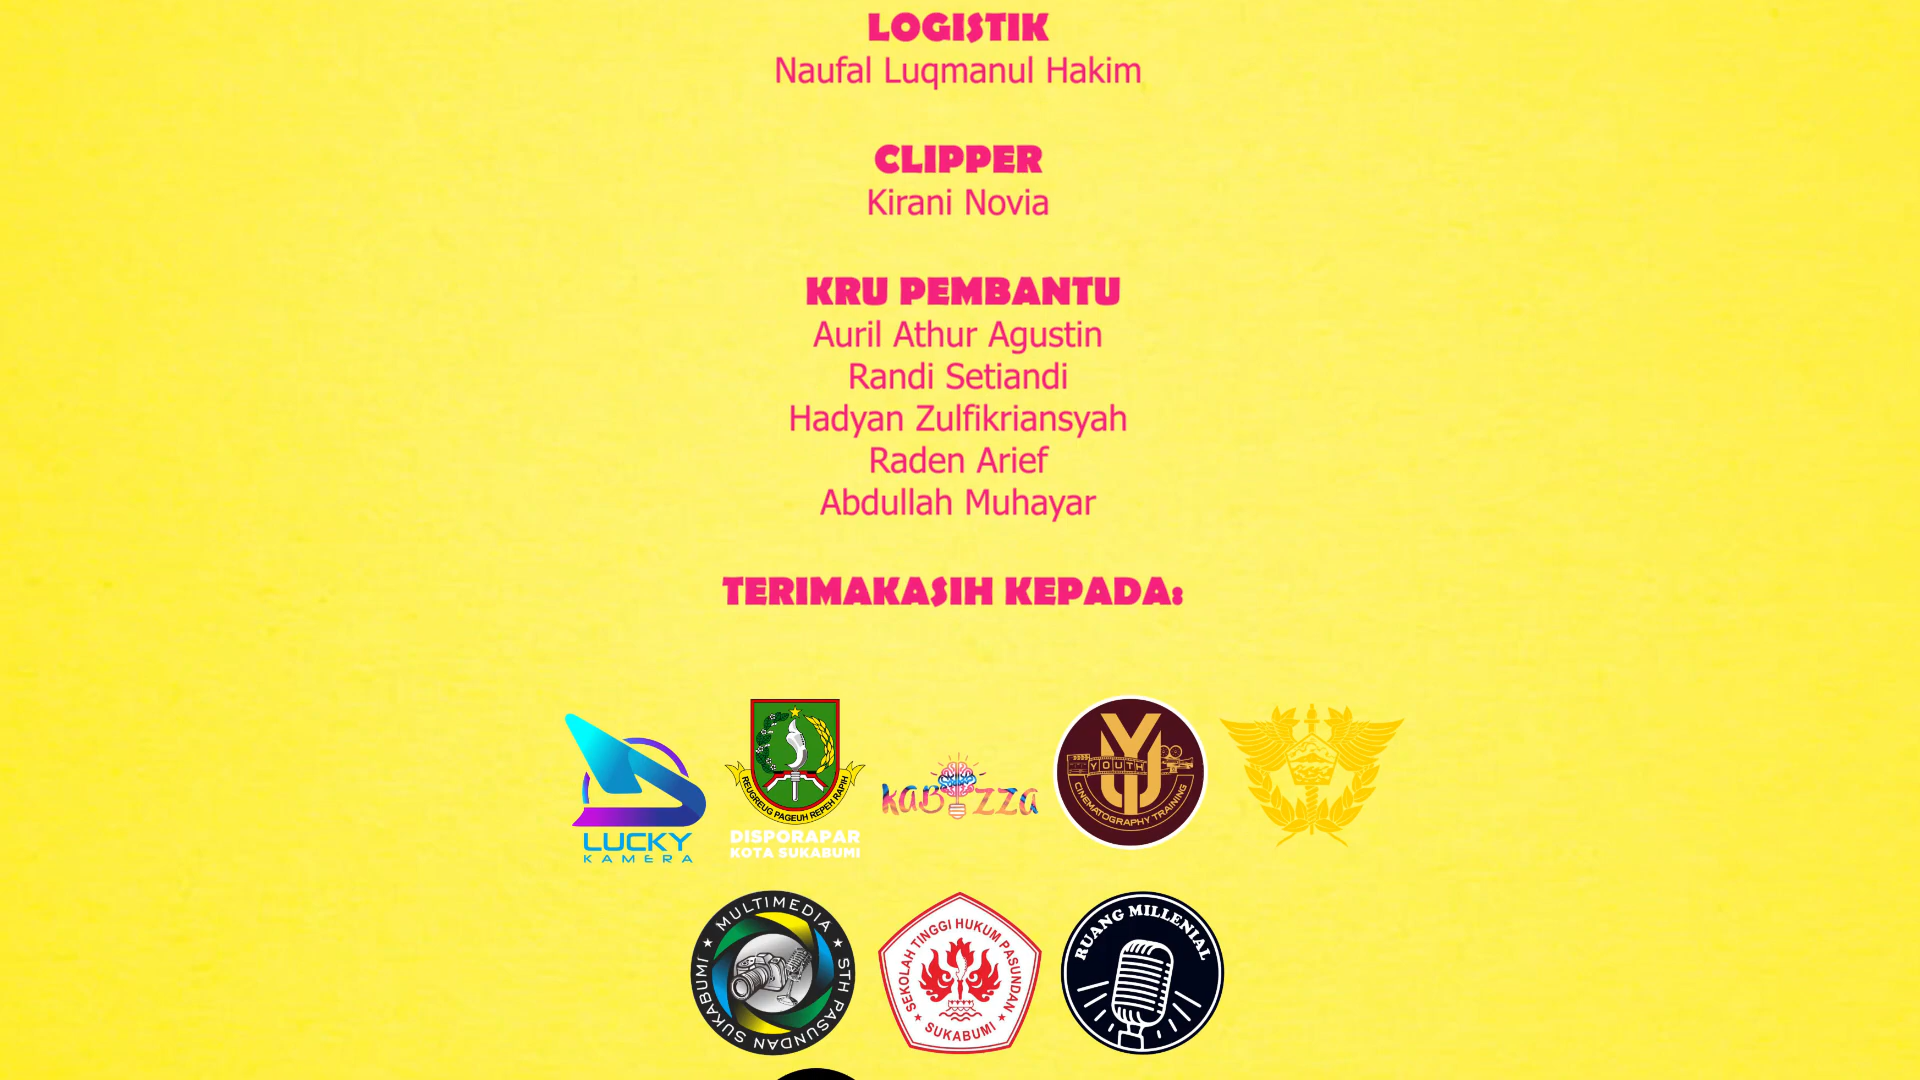 LOGISTIK
Naufal Luqmanul Hakim
CLIPPER
Kirani Novia
KRU PEMBANTU
Auril Athur Agustin
Randi Setiandi
Hadyan Zulfikriansyah
Raden Arief
Abdullah Muhayar
TERIMAKASIH KEPADA:
LUCKY
KAMERA
REUGREUG PAGEUH REPEH RAPIH
DISPORAPAR
KOTA SUKABUMI
KABIZZA
YOUTH
CINEMATOGRAPHY TRAINING
MULTIMEDIA
STH PASUNDAN SUKABUMI
SEKOLAH TINGGI HUKUM PASUNDAN
SUKABUMI
RUANG MILLENIAL